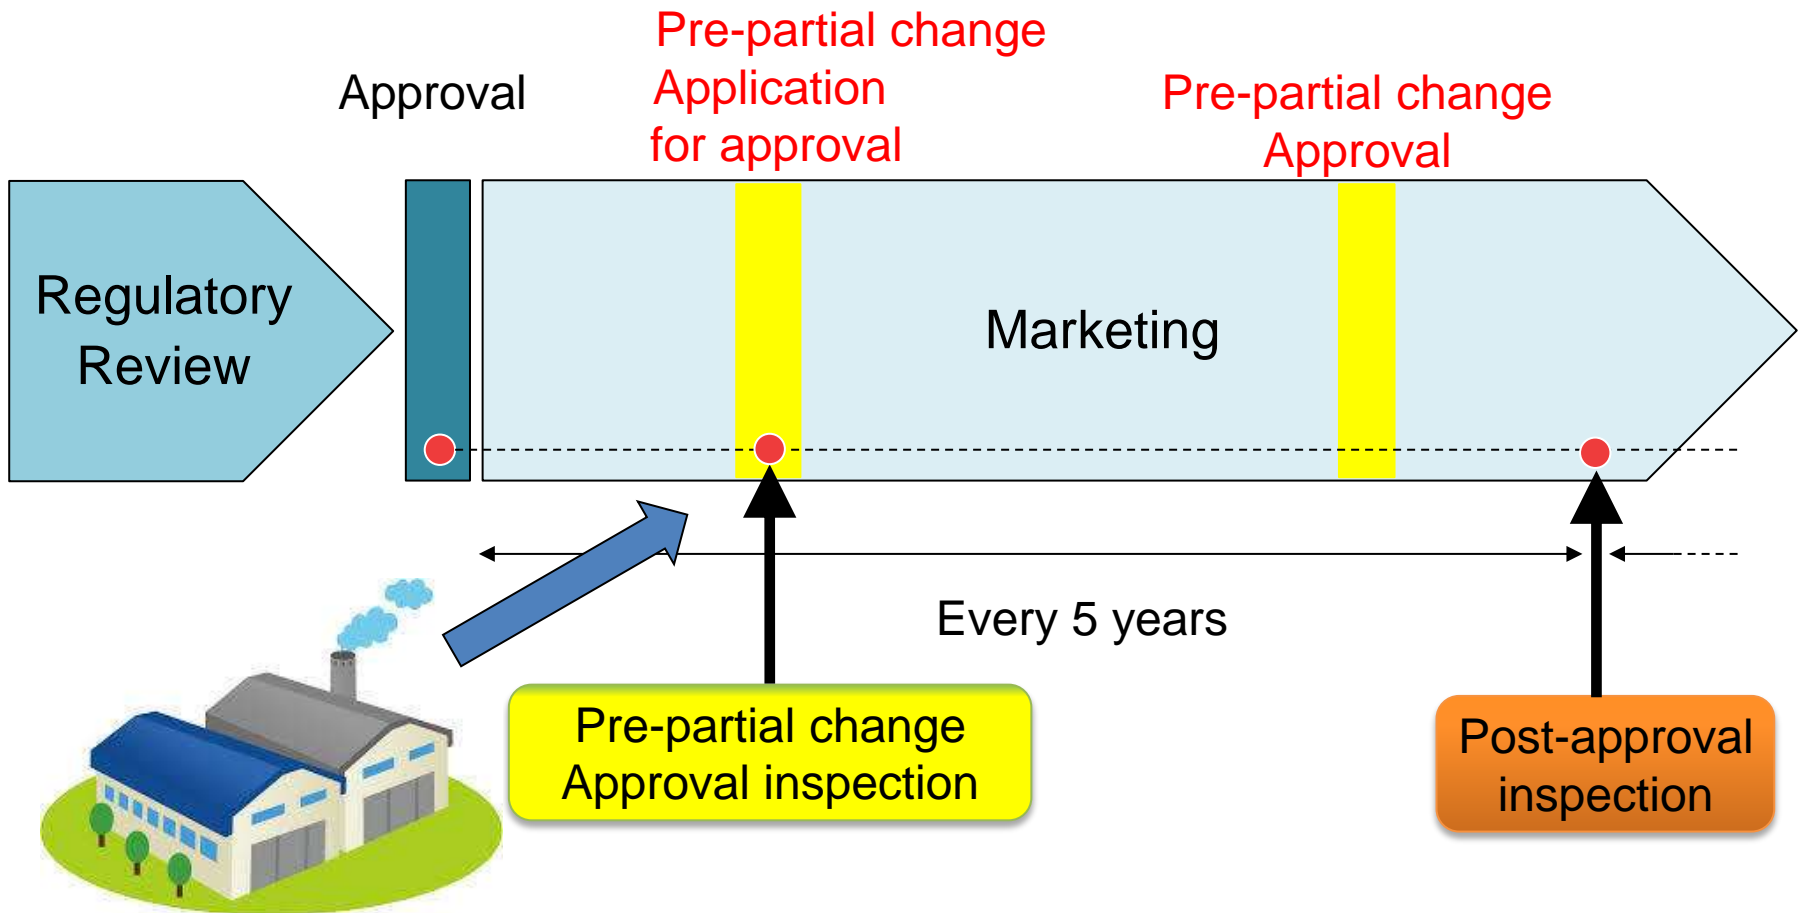 Pre-partial change
Application
for approval
Approval
Pre-partial change
Approval
Regulatory
Review
Marketing
Every 5 years
Pre-partial change
Approval inspection
Post-approval
inspection